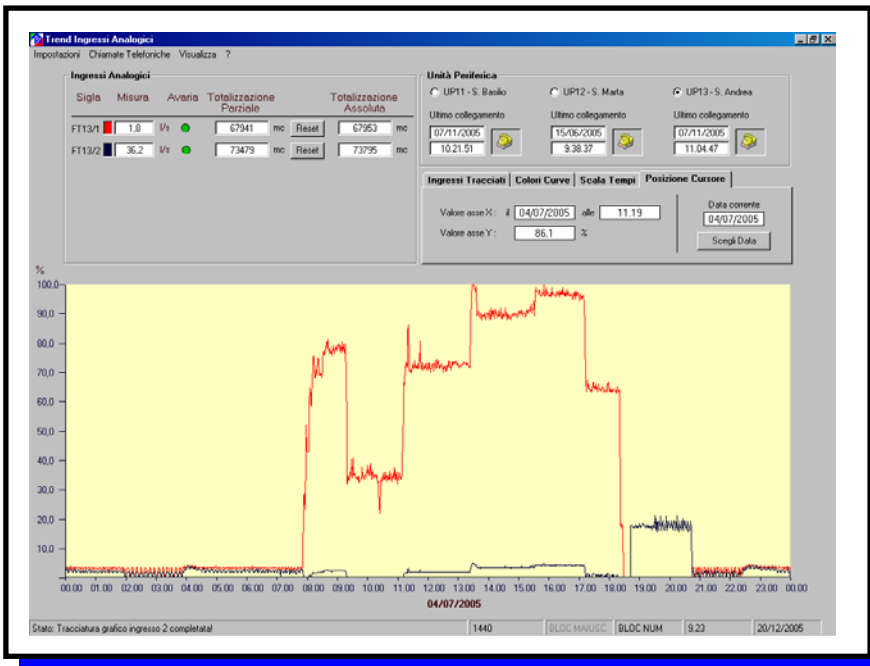 Trend Ingressi Analogici
Impostazioni Chiamate Telefoniche Visualizza ?
Ingressi Analogici
Sigla Misura Avaria Totalizzazione Parziale Totalizzazione Assoluta
FT13/1 1.0 l/s 67941 mc Reset 67953 mc
FT13/2 36.2 l/s 73479 mc Reset 73795 mc
Unità Periferica
UP11 - S. Basilio UP12 - S. Marta UP13 - S. Andrea
Ultimo collegamento Ultimo collegamento Ultimo collegamento
07/11/2005 15/06/2005 07/11/2005
10.21.51 9.38.37 11.04.47
Ingressi Tracciati Colori Curve Scala Tempi Posizione Cursore
Valore asse X : il 04/07/2005 alle 11.19
Valore asse Y : 86.1 %
Data corrente
04/07/2005
Scegli Data
%
100,0
90,0
80,0
70,0
60,0
50,0
40,0
30,0
20,0
10,0
00.00 01.00 02.00 03.00 04.00 05.00 06.00 07.00 08.00 09.00 10.00 11.00 12.00 13.00 14.00 15.00 16.00 17.00 18.00 19.00 20.00 21.00 22.00 23.00 00.00
04/07/2005
Stato: Tracciatura grafico ingresso 2 completata! 1440 BLOC MAIUSC BLOC NUM 9.23 20/12/2005